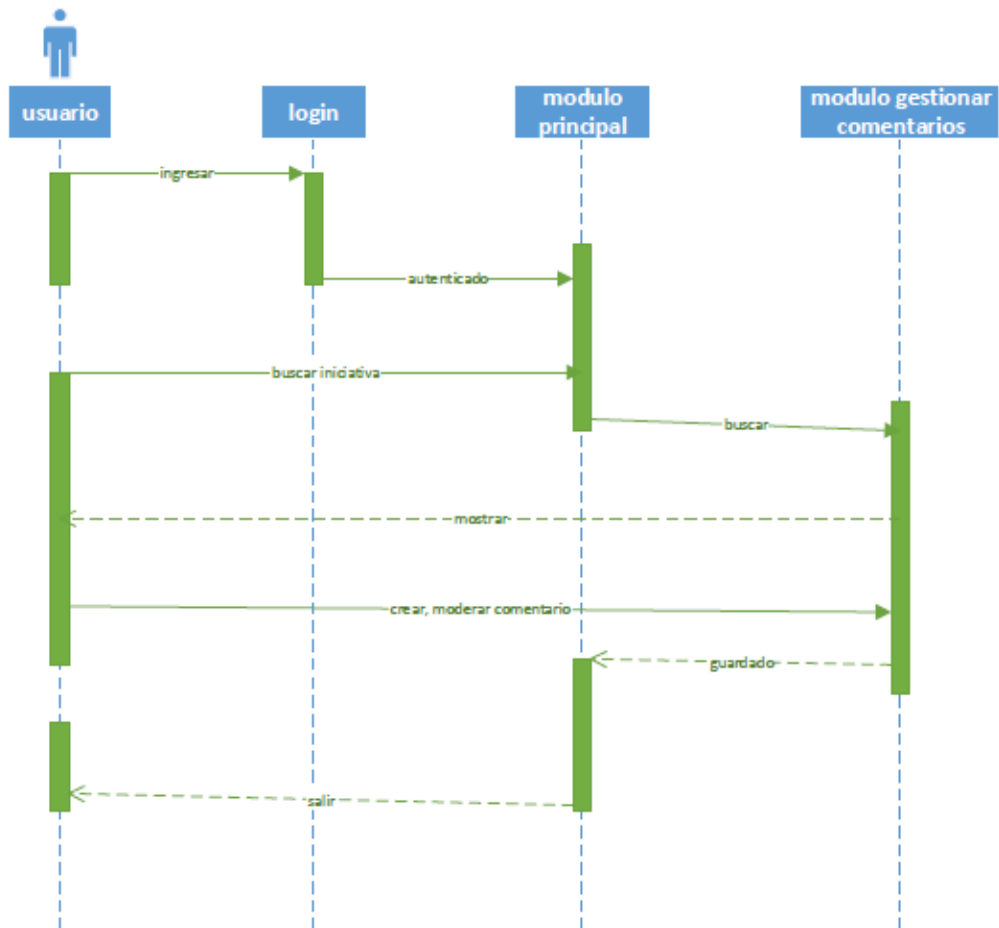 usuario
login
modulo
principal
modulo gestionar
comentarios
ingresar
autenticado
buscar iniciativa
buscar
mostrar
crear, moderar comentario
guardado
salir